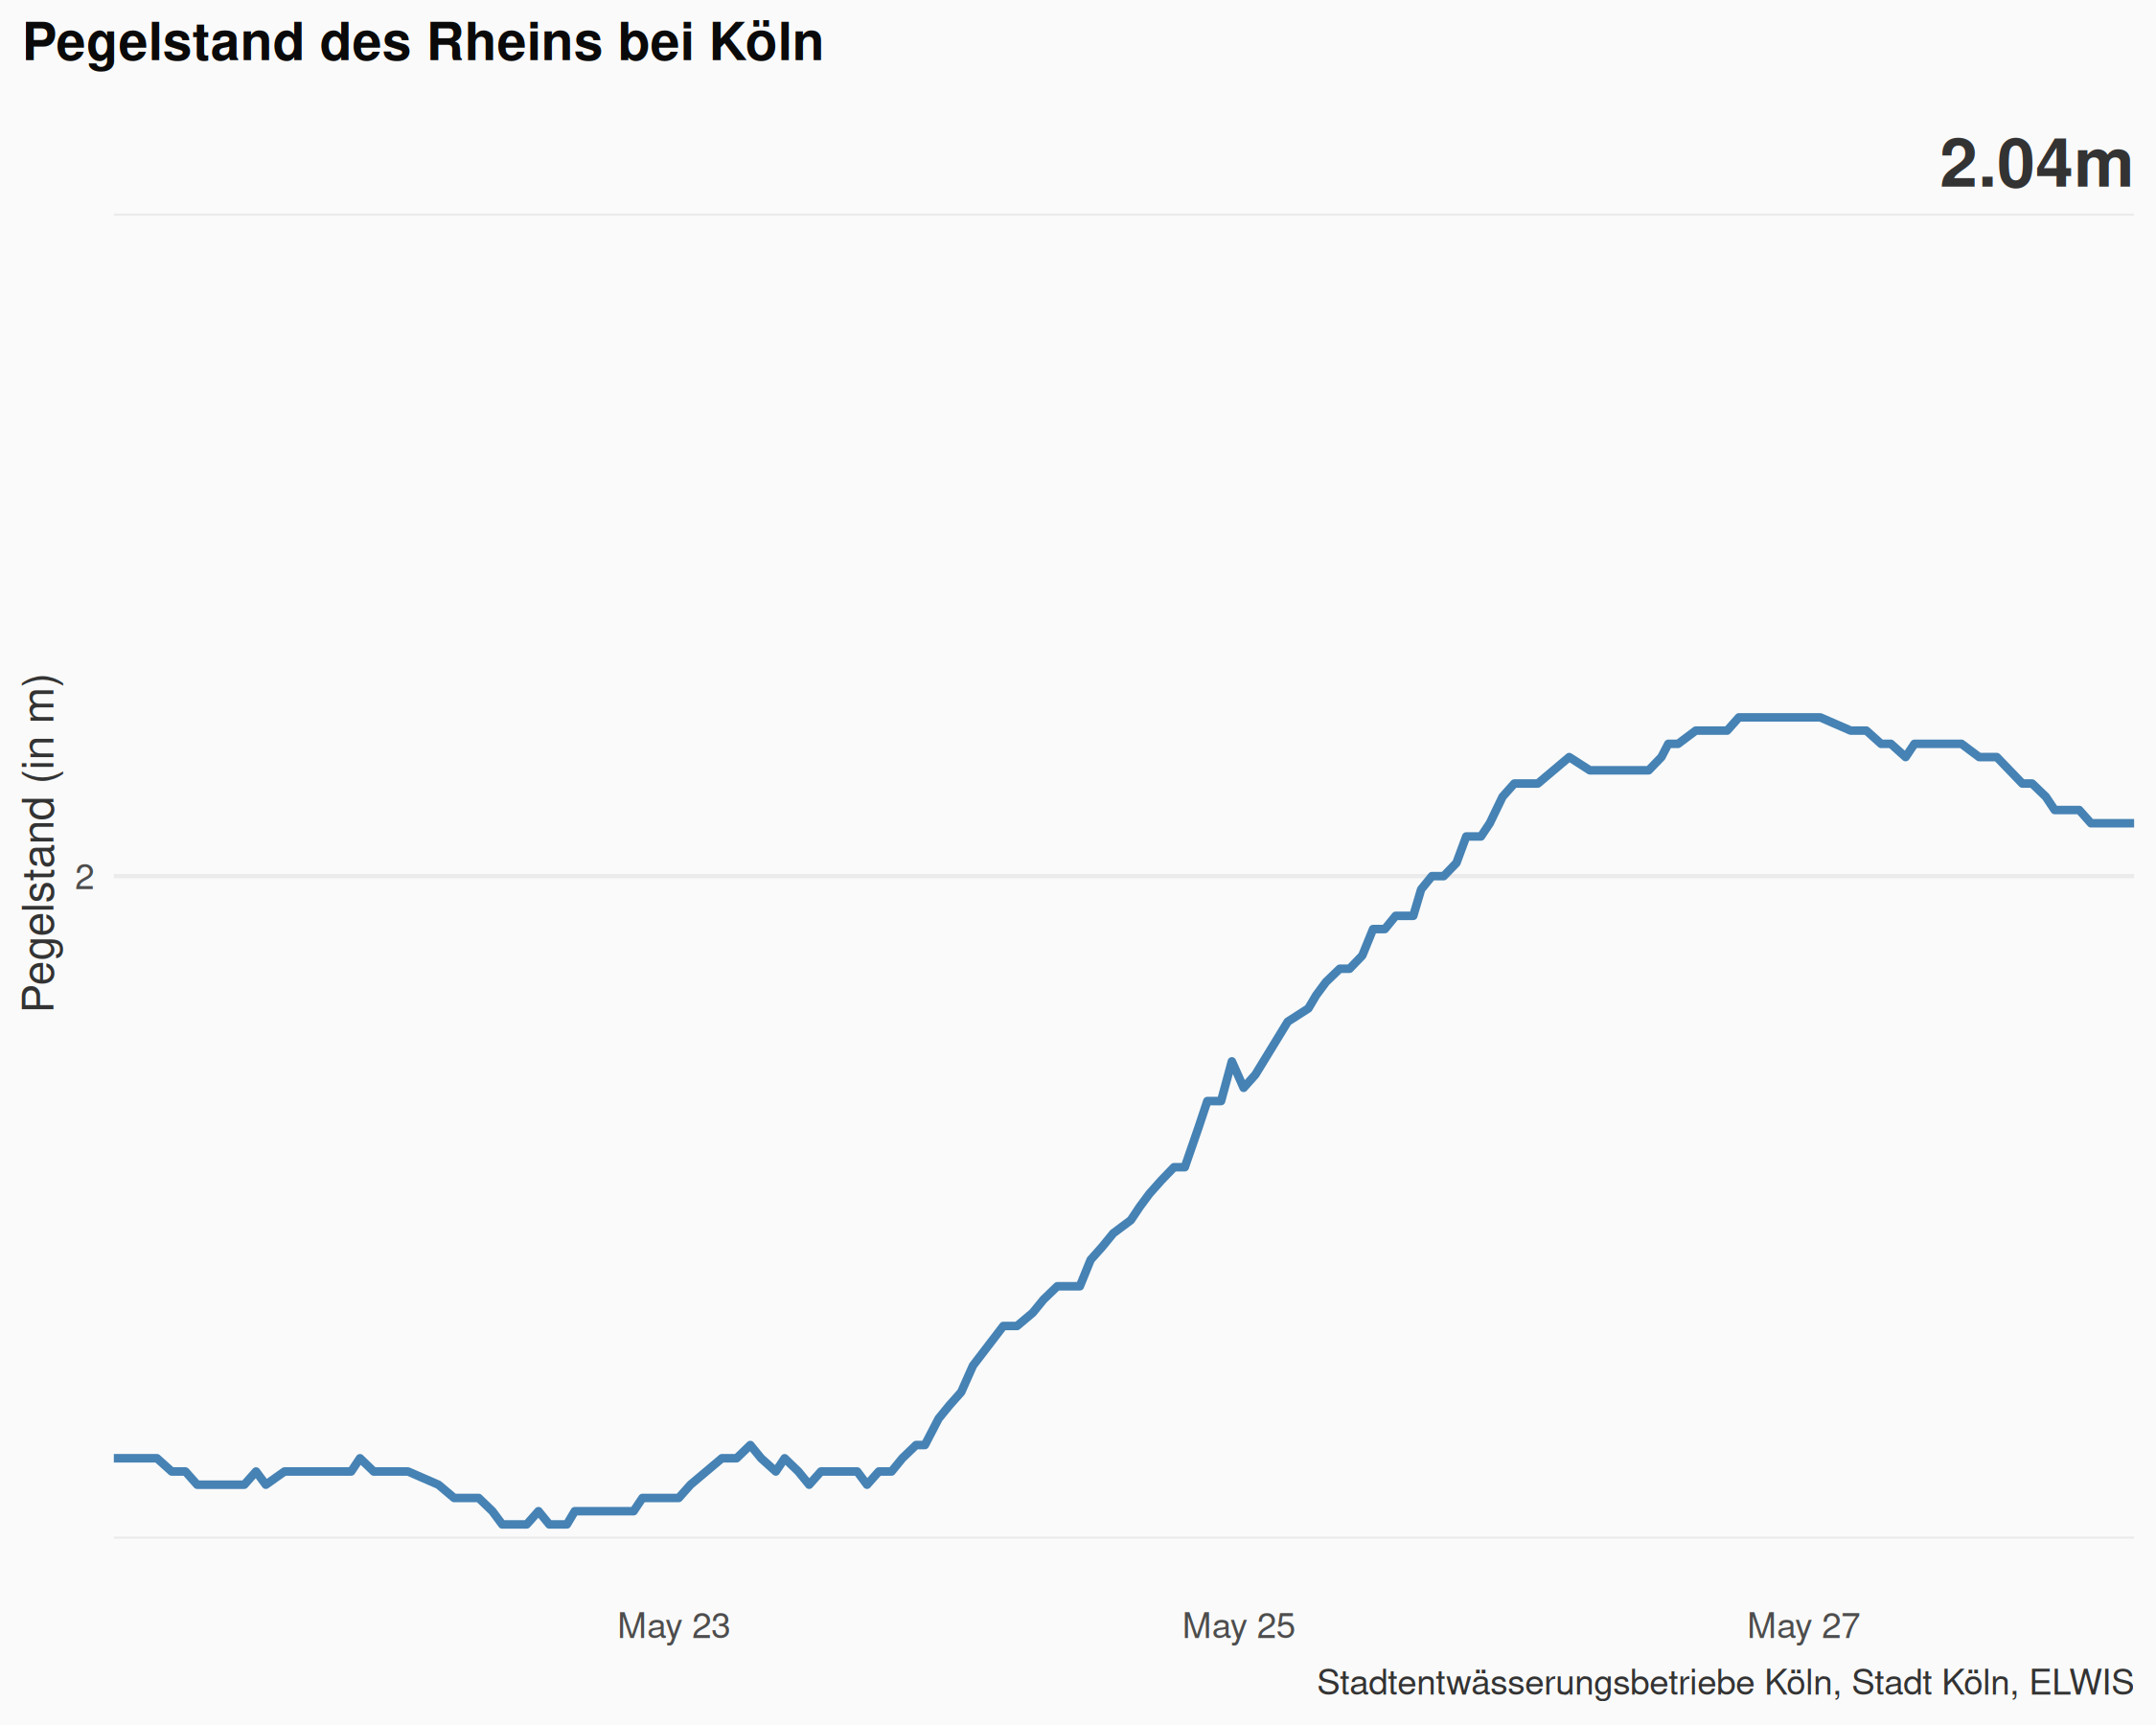 Pegelstand des Rheins bei Köln
2.04m
Pegelstand (in m)
2
May 23
May 25
May 27
Stadtentwässerungsbetriebe Köln, Stadt Köln, ELWIS